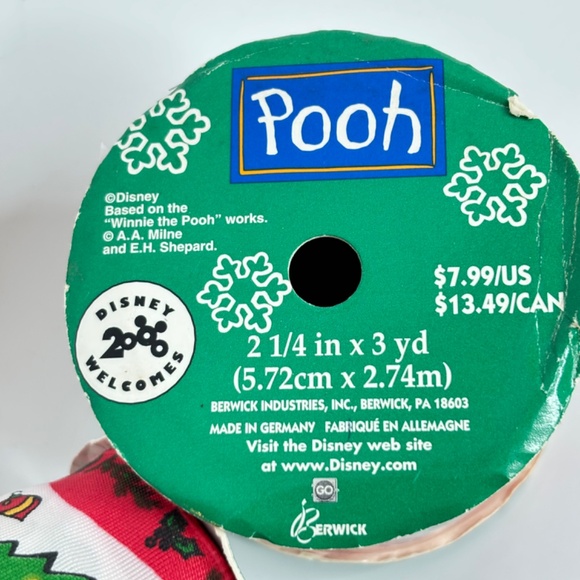 Pooh
©Disney
Based on the
"Winnie the Pooh" works.
© A.A. Milne
and E.H. Shepard.
$7.99/US
$13.49/CAN
DISNEY
2000
WELCOMES
2 1/4 in x 3 yd
(5.72cm x 2.74m)
BERWICK INDUSTRIES, INC., BERWICK, PA 18603
MADE IN GERMANY FABRIQUÉ EN ALLEMAGNE
Visit the Disney web site
at www.Disney.com
GO
BERWICK